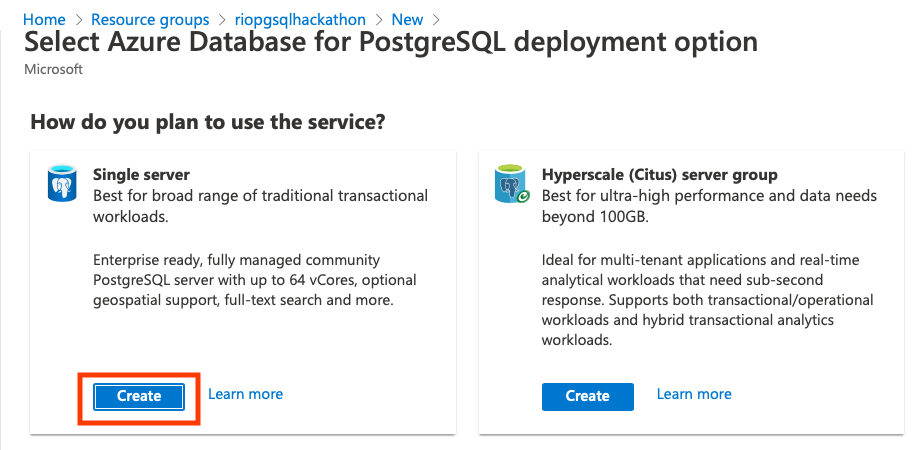 Home > Resource groups > riopgsqlhackathon > New >
Select Azure Database for PostgreSQL deployment option
Microsoft
How do you plan to use the service?
Single server
Best for broad range of traditional transactional
workloads.
Enterprise ready, fully managed community
PostgreSQL server with up to 64 vCores, optional
geospatial support, full-text search and more.
Create
Learn more
Hyperscale (Citus) server group
Best for ultra-high performance and data needs
beyond 100GB.
Ideal for multi-tenant applications and real-time
analytical workloads that need sub-second
response. Supports both transactional/operational
workloads and hybrid transactional analytics
workloads.
Create
Learn more